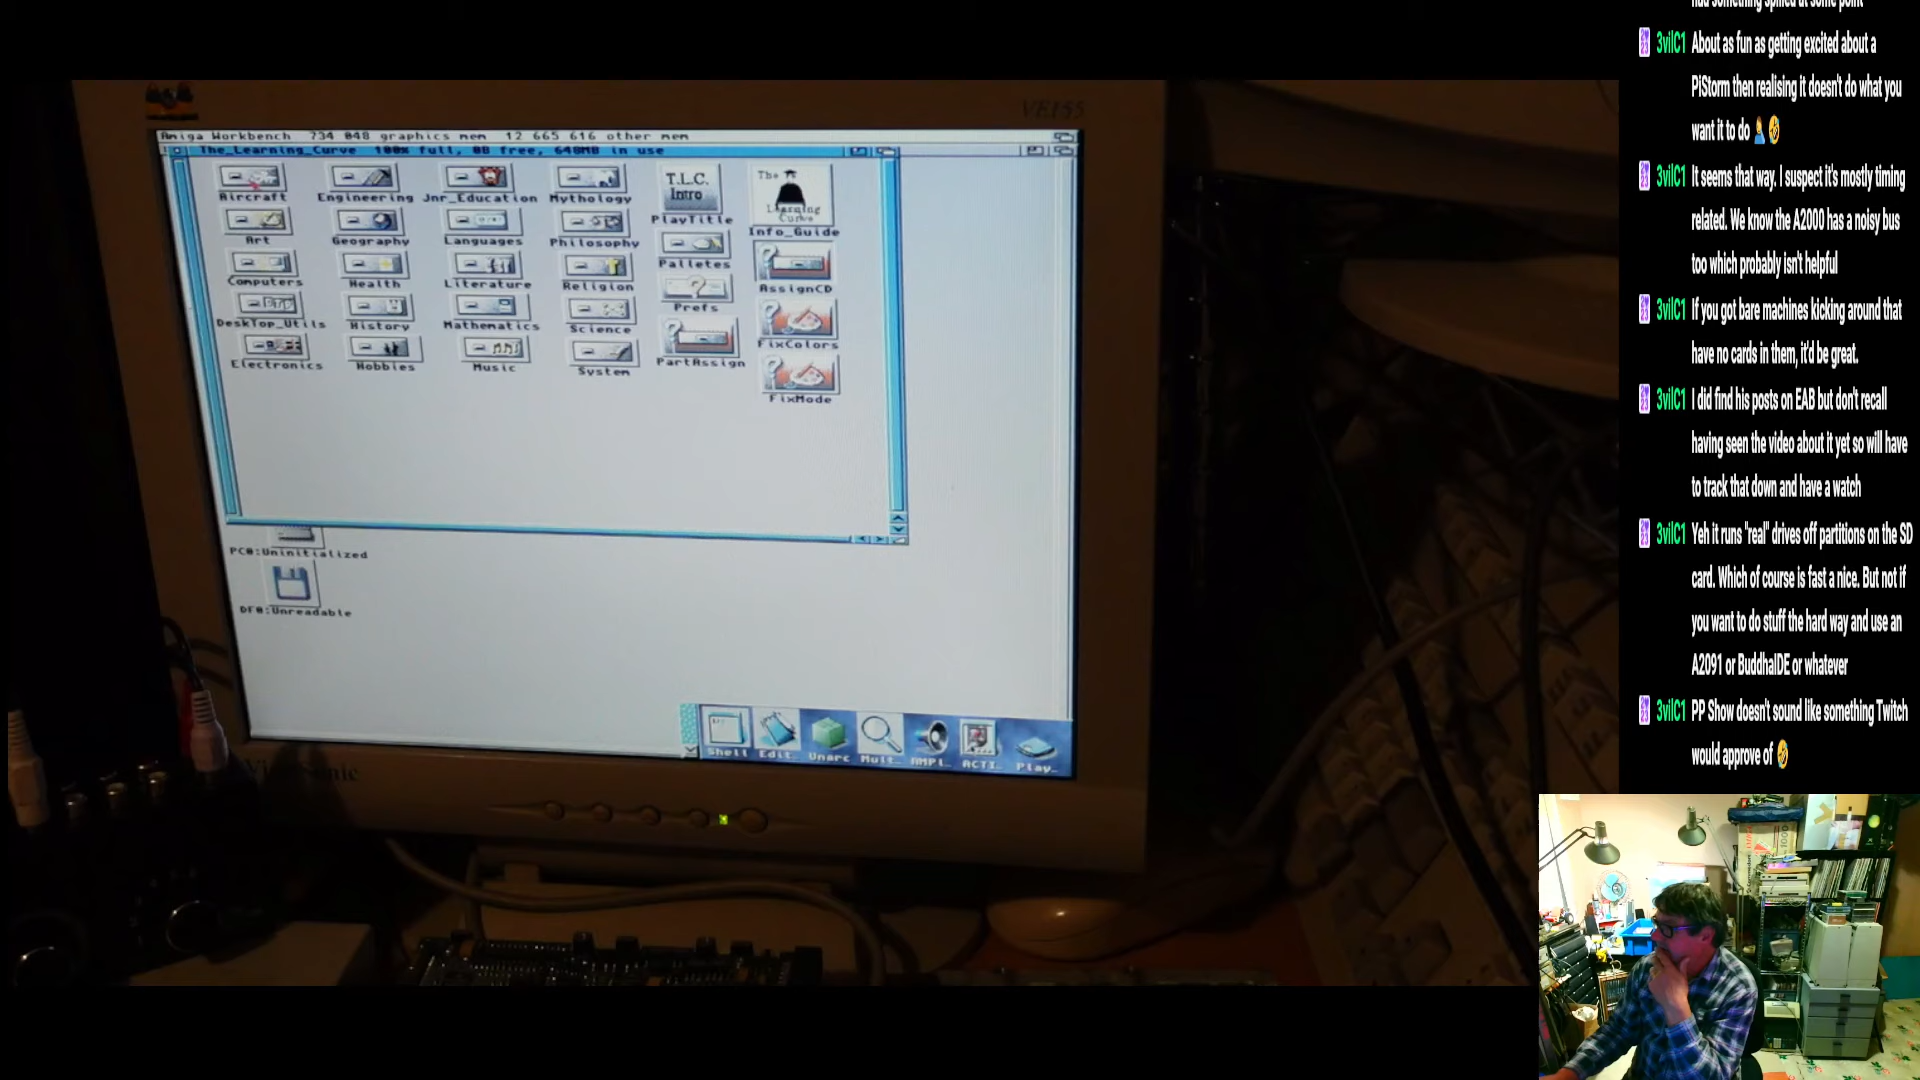 VE155
Amiga Workbench 734 048 graphics mem 12 665 616 other mem
The_Learning_Curve 100% full, 0B free, 648MB in use
Aircraft
Engineering
Jnr_Education
Mythology
T.L.C.
Intro
PlayTitle
The
Learning
Curve
Info_Guide
Art
Geography
Languages
Philosophy
Palletes
AssignCD
Computers
Health
Literature
Religion
Prefs
DeskTop_Utils
History
Mathematics
Science
FixColors
Electronics
Hobbies
Music
System
PartAssign
FixMode
PC0:Uninitialized
DF0:Unreadable
Shell
Edit..
Unarc
Mult..
AMPl..
ACTI..
Play..
ViewSonic
had something spilled at some point
3vilC1 About as fun as getting excited about a
PiStorm then realising it doesn't do what you
want it to do
3vilC1 It seems that way. I suspect it's mostly timing
related. We know the A2000 has a noisy bus
too which probably isn't helpful
3vilC1 If you got bare machines kicking around that
have no cards in them, it'd be great.
3vilC1 I did find his posts on EAB but don't recall
having seen the video about it yet so will have
to track that down and have a watch
3vilC1 Yeh it runs "real" drives off partitions on the SD
card. Which of course is fast a nice. But not if
you want to do stuff the hard way and use an
A2091 or BuddhaIDE or whatever
3vilC1 PP Show doesn't sound like something Twitch
would approve of